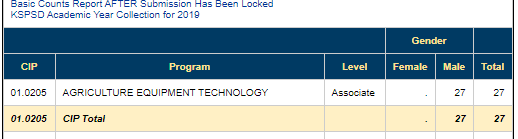 Basic Counts Report AFTER Submission Has Been Locked
KSPSD Academic Year Collection for 2019
Gender
CIP Program Level Female Male Total
01.0205 AGRICULTURE EQUIPMENT TECHNOLOGY Associate . 27 27
01.0205 CIP Total . 27 27